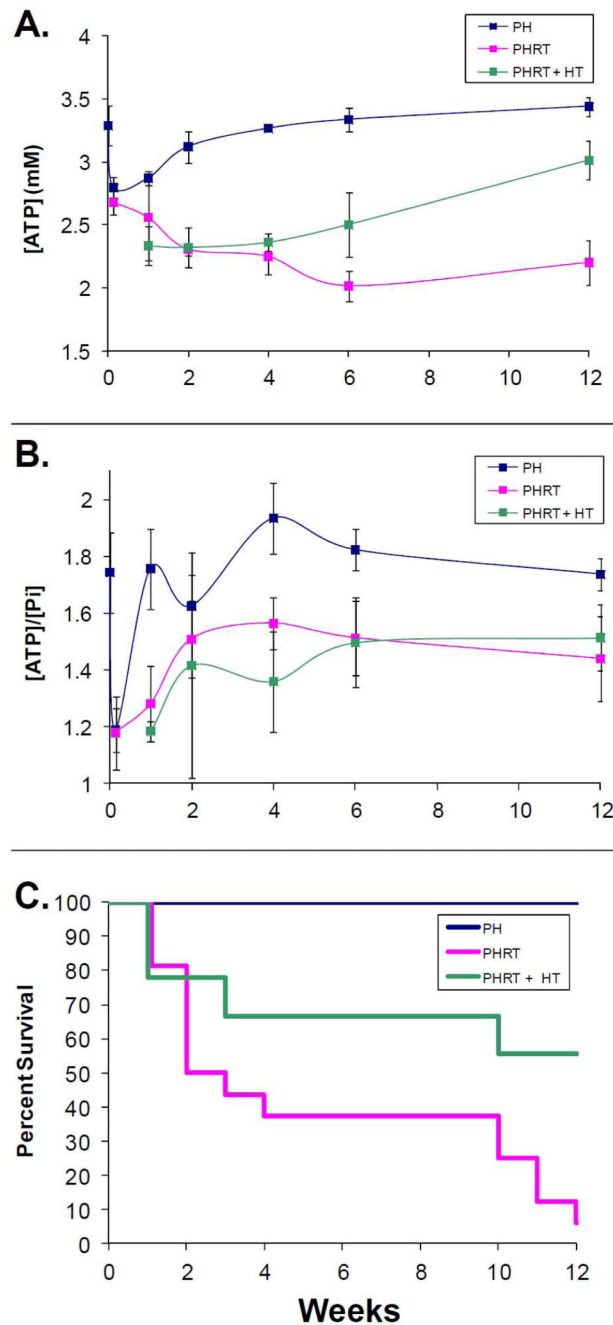 A.
PH
PHRT
PHRT + HT
4
3.5
3
2.5
2
1.5
[ATP] (mM)
0 2 4 6 8 10 12
B.
PH
PHRT
PHRT + HT
2
1.8
1.6
1.4
1.2
1
[ATP]/[Pi]
0 2 4 6 8 10 12
C.
PH
PHRT
PHRT + HT
100
90
80
70
60
50
40
30
20
10
0
Percent Survival
0 2 4 6 8 10 12
Weeks